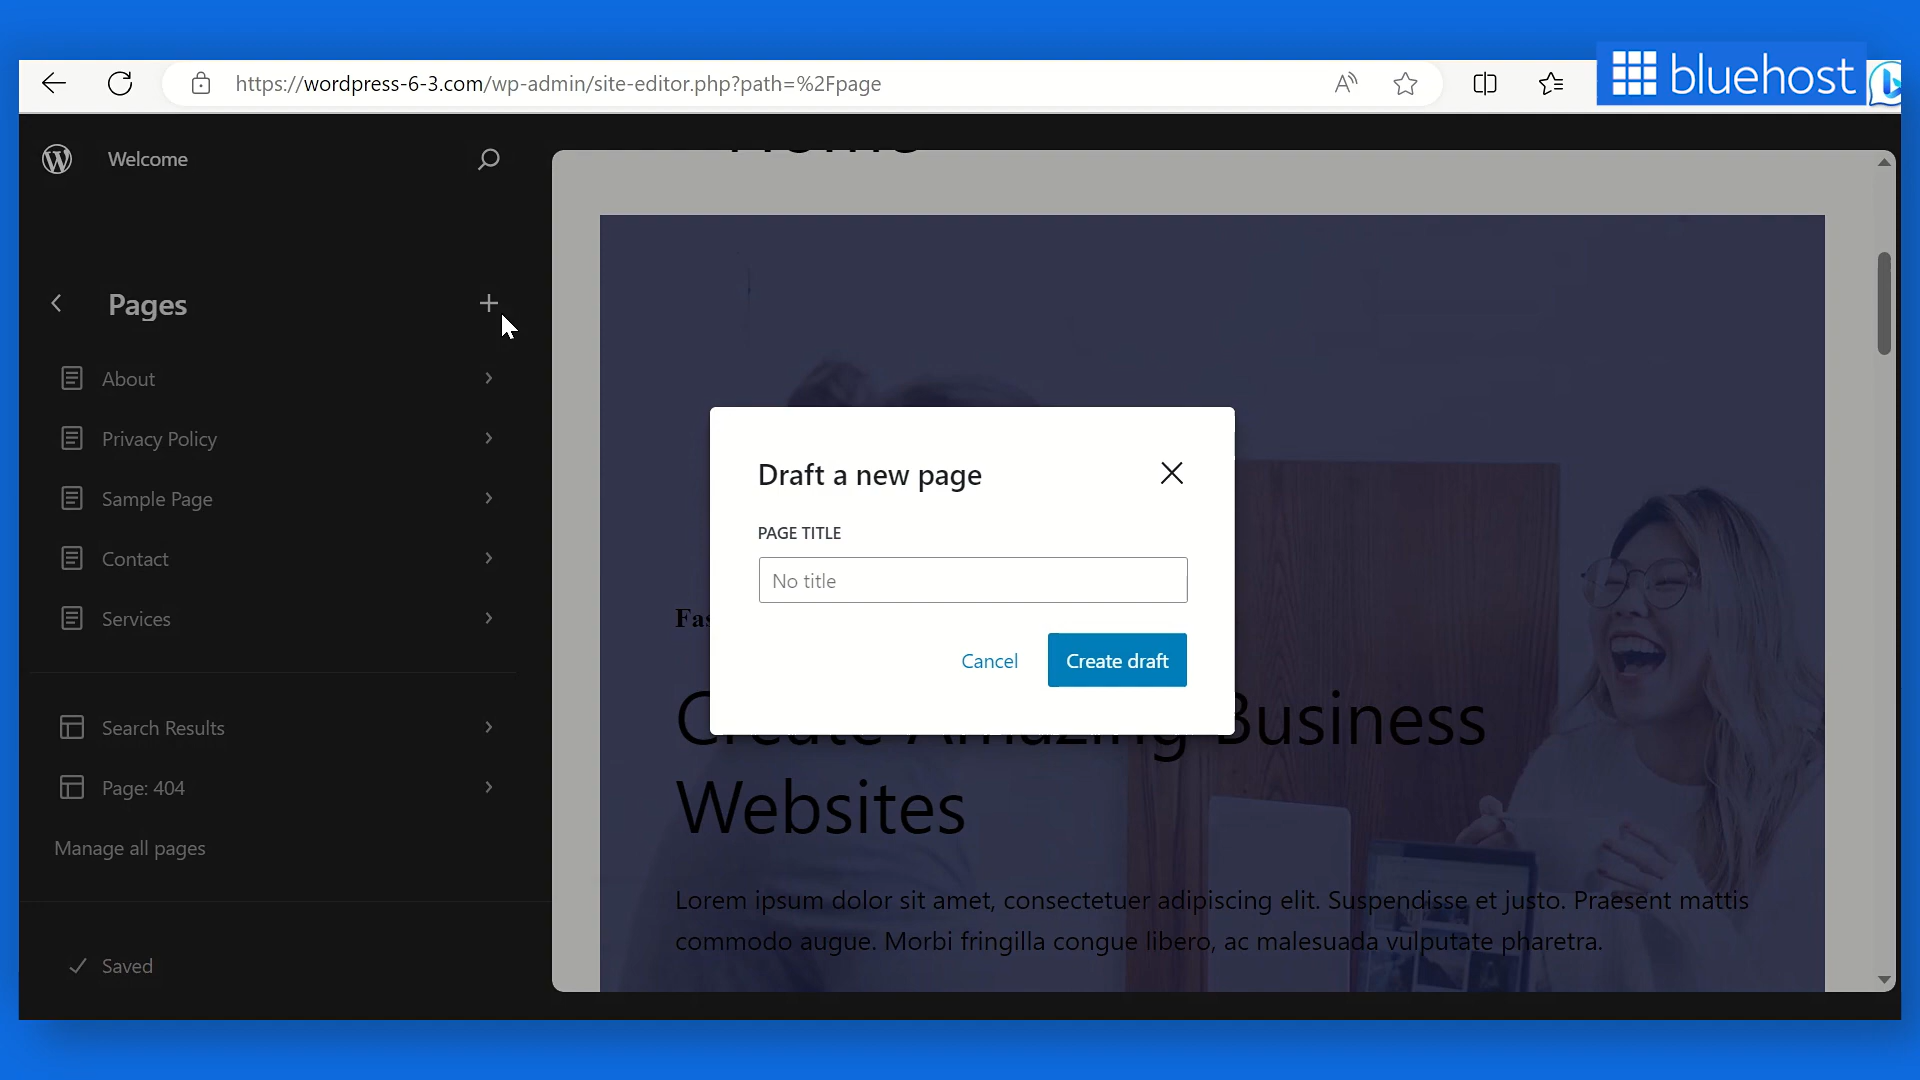 https://wordpress-6-3.com/wp-admin/site-editor.php?path=%2Fpage
bluehost
Welcome
Home
Pages
About
Privacy Policy
Sample Page
Contact
Services
Search Results
Page: 404
Manage all pages
Saved
Draft a new page
PAGE TITLE
No title
Cancel
Create draft
Create Amazing Business
Websites
Lorem ipsum dolor sit amet, consectetuer adipiscing elit. Suspendisse et justo. Praesent mattis
commodo augue. Morbi fringilla congue libero, ac malesuada vulputate pharetra.